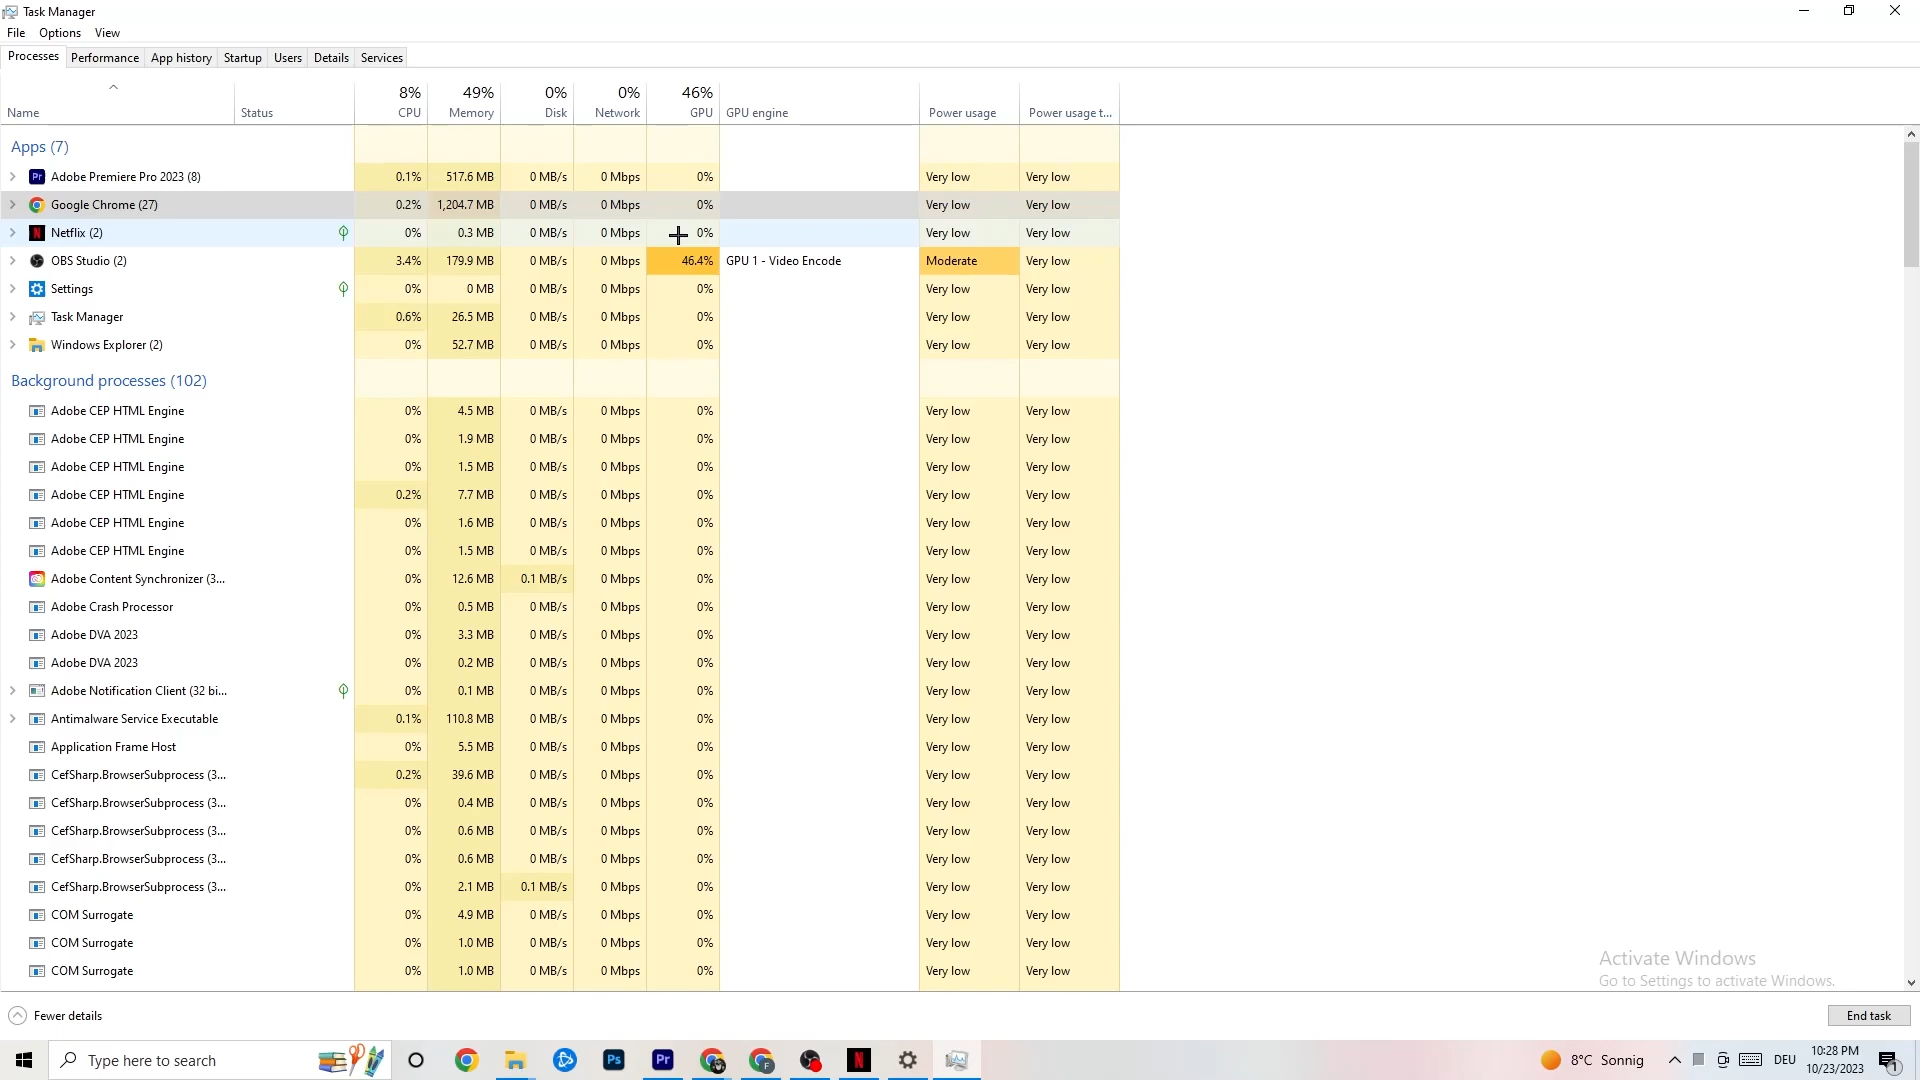 Task Manager
File Options View
Processes Performance App history Startup Users Details Services
8% 49% 0% 0% 46%
Name Status CPU Memory Disk Network GPU GPU engine Power usage Power usage t...
Apps (7)
Adobe Premiere Pro 2023 (8) 0.1% 517.6 MB 0 MB/s 0 Mbps 0% Very low Very low
Google Chrome (27) 0.2% 1,204.7 MB 0 MB/s 0 Mbps 0% Very low Very low
Netflix (2) 0% 0.3 MB 0 MB/s 0 Mbps 0% Very low Very low
OBS Studio (2) 3.4% 179.9 MB 0 MB/s 0 Mbps 46.4% GPU 1 - Video Encode Moderate Very low
Settings 0% 0 MB 0 MB/s 0 Mbps 0% Very low Very low
Task Manager 0.6% 26.5 MB 0 MB/s 0 Mbps 0% Very low Very low
Windows Explorer (2) 0% 52.7 MB 0 MB/s 0 Mbps 0% Very low Very low
Background processes (102)
Adobe CEP HTML Engine 0% 4.5 MB 0 MB/s 0 Mbps 0% Very low Very low
Adobe CEP HTML Engine 0% 1.9 MB 0 MB/s 0 Mbps 0% Very low Very low
Adobe CEP HTML Engine 0% 1.5 MB 0 MB/s 0 Mbps 0% Very low Very low
Adobe CEP HTML Engine 0.2% 7.7 MB 0 MB/s 0 Mbps 0% Very low Very low
Adobe CEP HTML Engine 0% 1.6 MB 0 MB/s 0 Mbps 0% Very low Very low
Adobe CEP HTML Engine 0% 1.5 MB 0 MB/s 0 Mbps 0% Very low Very low
Adobe Content Synchronizer (3... 0% 12.6 MB 0.1 MB/s 0 Mbps 0% Very low Very low
Adobe Crash Processor 0% 0.5 MB 0 MB/s 0 Mbps 0% Very low Very low
Adobe DVA 2023 0% 3.3 MB 0 MB/s 0 Mbps 0% Very low Very low
Adobe DVA 2023 0% 0.2 MB 0 MB/s 0 Mbps 0% Very low Very low
Adobe Notification Client (32 bi... 0% 0.1 MB 0 MB/s 0 Mbps 0% Very low Very low
Antimalware Service Executable 0.1% 110.8 MB 0 MB/s 0 Mbps 0% Very low Very low
Application Frame Host 0% 5.5 MB 0 MB/s 0 Mbps 0% Very low Very low
CefSharp.BrowserSubprocess (3... 0.2% 39.6 MB 0 MB/s 0 Mbps 0% Very low Very low
CefSharp.BrowserSubprocess (3... 0% 0.4 MB 0 MB/s 0 Mbps 0% Very low Very low
CefSharp.BrowserSubprocess (3... 0% 0.6 MB 0 MB/s 0 Mbps 0% Very low Very low
CefSharp.BrowserSubprocess (3... 0% 0.6 MB 0 MB/s 0 Mbps 0% Very low Very low
CefSharp.BrowserSubprocess (3... 0% 2.1 MB 0.1 MB/s 0 Mbps 0% Very low Very low
COM Surrogate 0% 4.9 MB 0 MB/s 0 Mbps 0% Very low Very low
COM Surrogate 0% 1.0 MB 0 MB/s 0 Mbps 0% Very low Very low
COM Surrogate 0% 1.0 MB 0 MB/s 0 Mbps 0% Very low Very low
Activate Windows
Go to Settings to activate Windows.
Fewer details End task
Type here to search Ps Pr F N 8°C Sonnig DEU 10:28 PM
10/23/2023 1